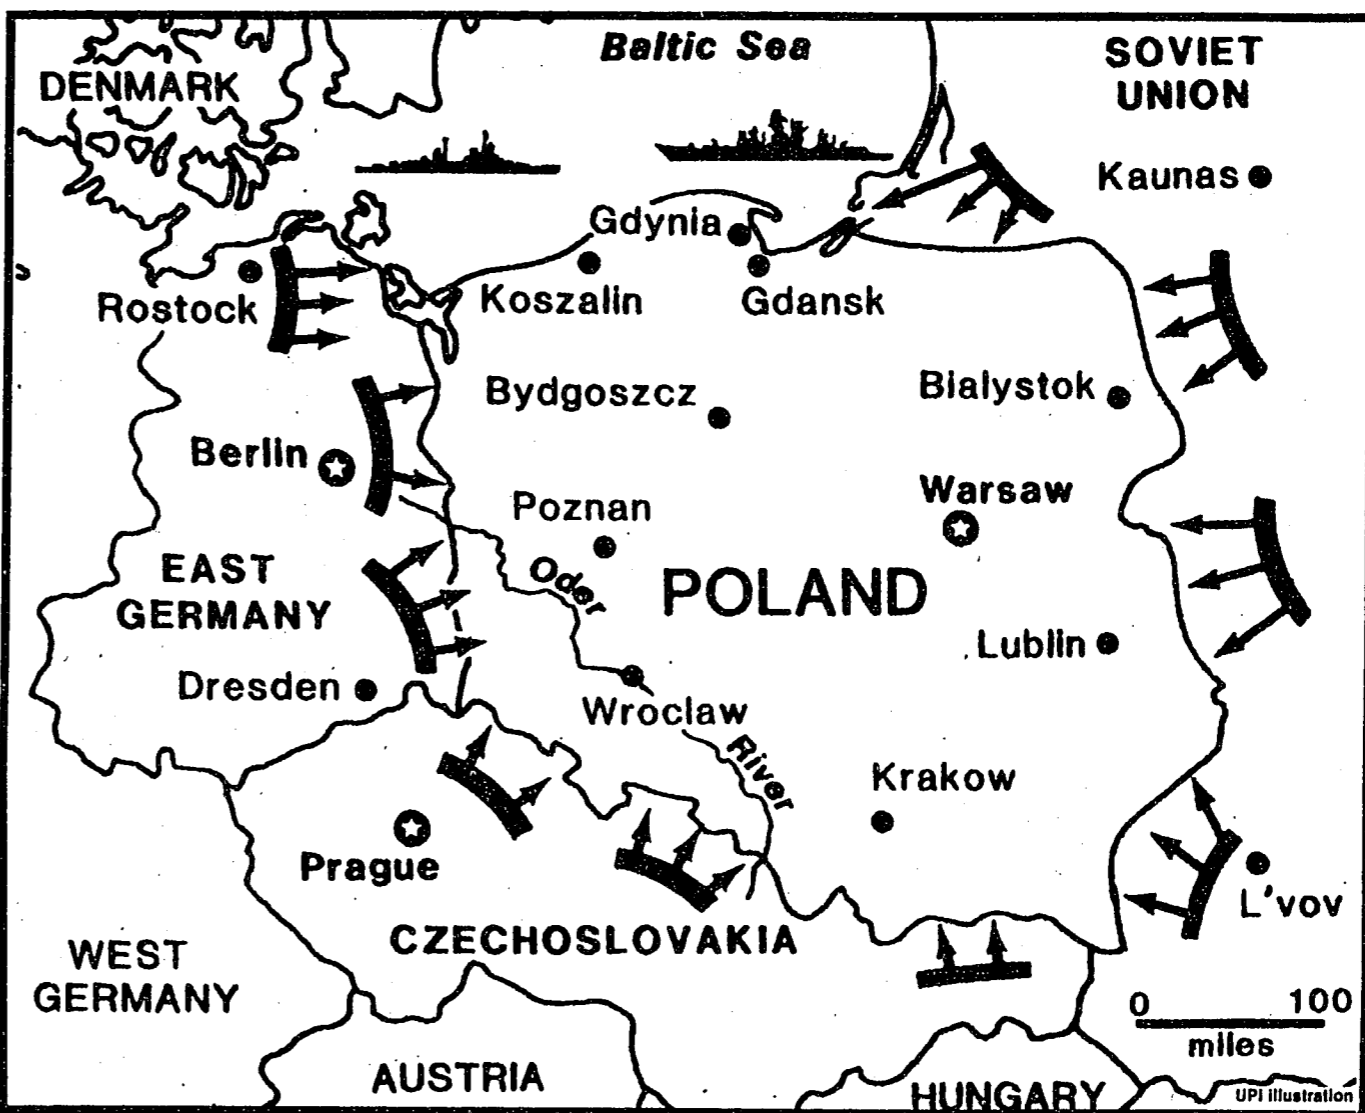 Baltic Sea
SOVIET
UNION
DENMARK
Kaunas
Gdynia
Rostock
Koszalin
Gdansk
Bydgoszcz
Bialystok
Berlin
Warsaw
Poznan
EAST
GERMANY
Oder
POLAND
Lublin
Dresden
Wroclaw
River
Krakow
Prague
L'vov
CZECHOSLOVAKIA
WEST
GERMANY
0 100
miles
AUSTRIA
HUNGARY
UPI illustration